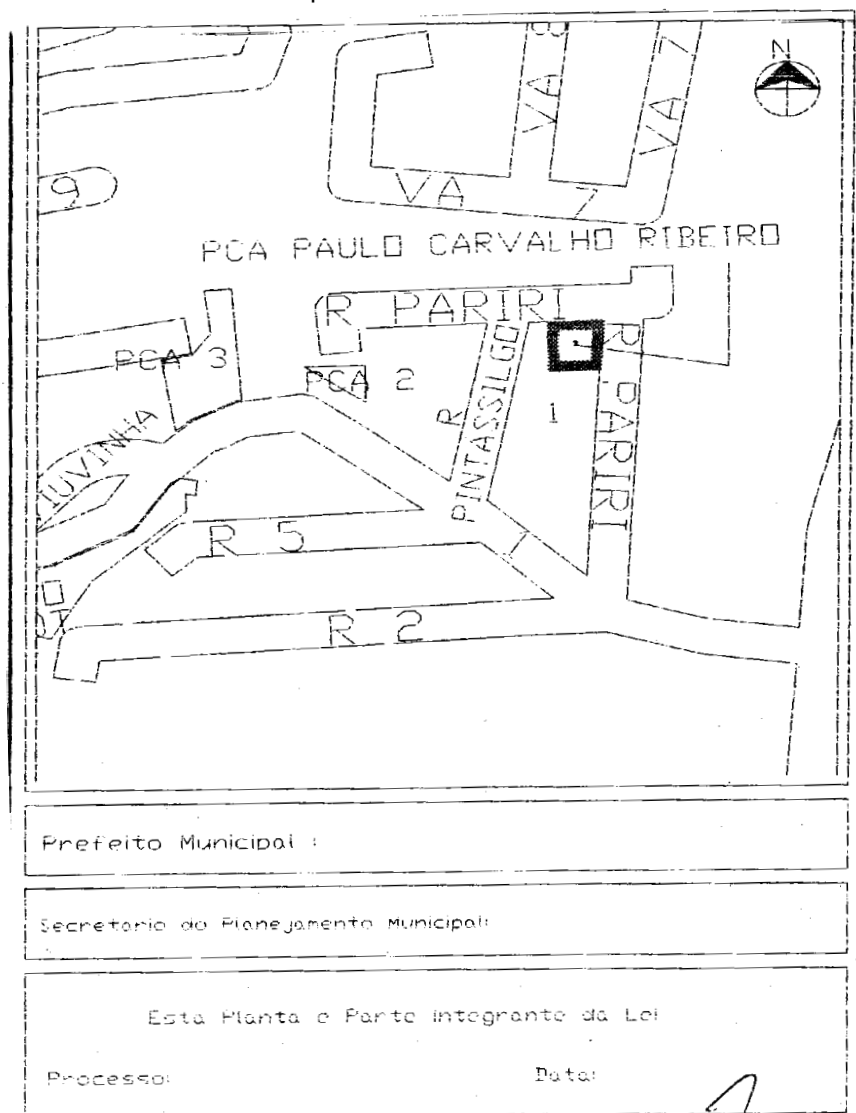 N
VA 8
VA 7
9
VA 7
PCA PAULO CARVALHO RIBEIRO
R PARIRI
PCA 3
PCA 2
R PINTASSILGO
1
R PARIRI
R 5
R 2
Prefeito Municipal :
Secretario do Planejamento Municipal:
Esta Planta e Parte integrante da Lei
Processo:
Data: